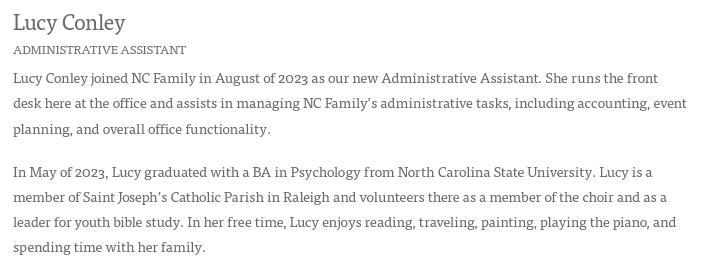 Lucy Conley
ADMINISTRATIVE ASSISTANT
Lucy Conley joined NC Family in August of 2023 as our new Administrative Assistant. She runs the front
desk here at the office and assists in managing NC Family’s administrative tasks, including accounting, event
planning, and overall office functionality.
In May of 2023, Lucy graduated with a BA in Psychology from North Carolina State University. Lucy is a
member of Saint Joseph’s Catholic Parish in Raleigh and volunteers there as a member of the choir and as a
leader for youth bible study. In her free time, Lucy enjoys reading, traveling, painting, playing the piano, and
spending time with her family.